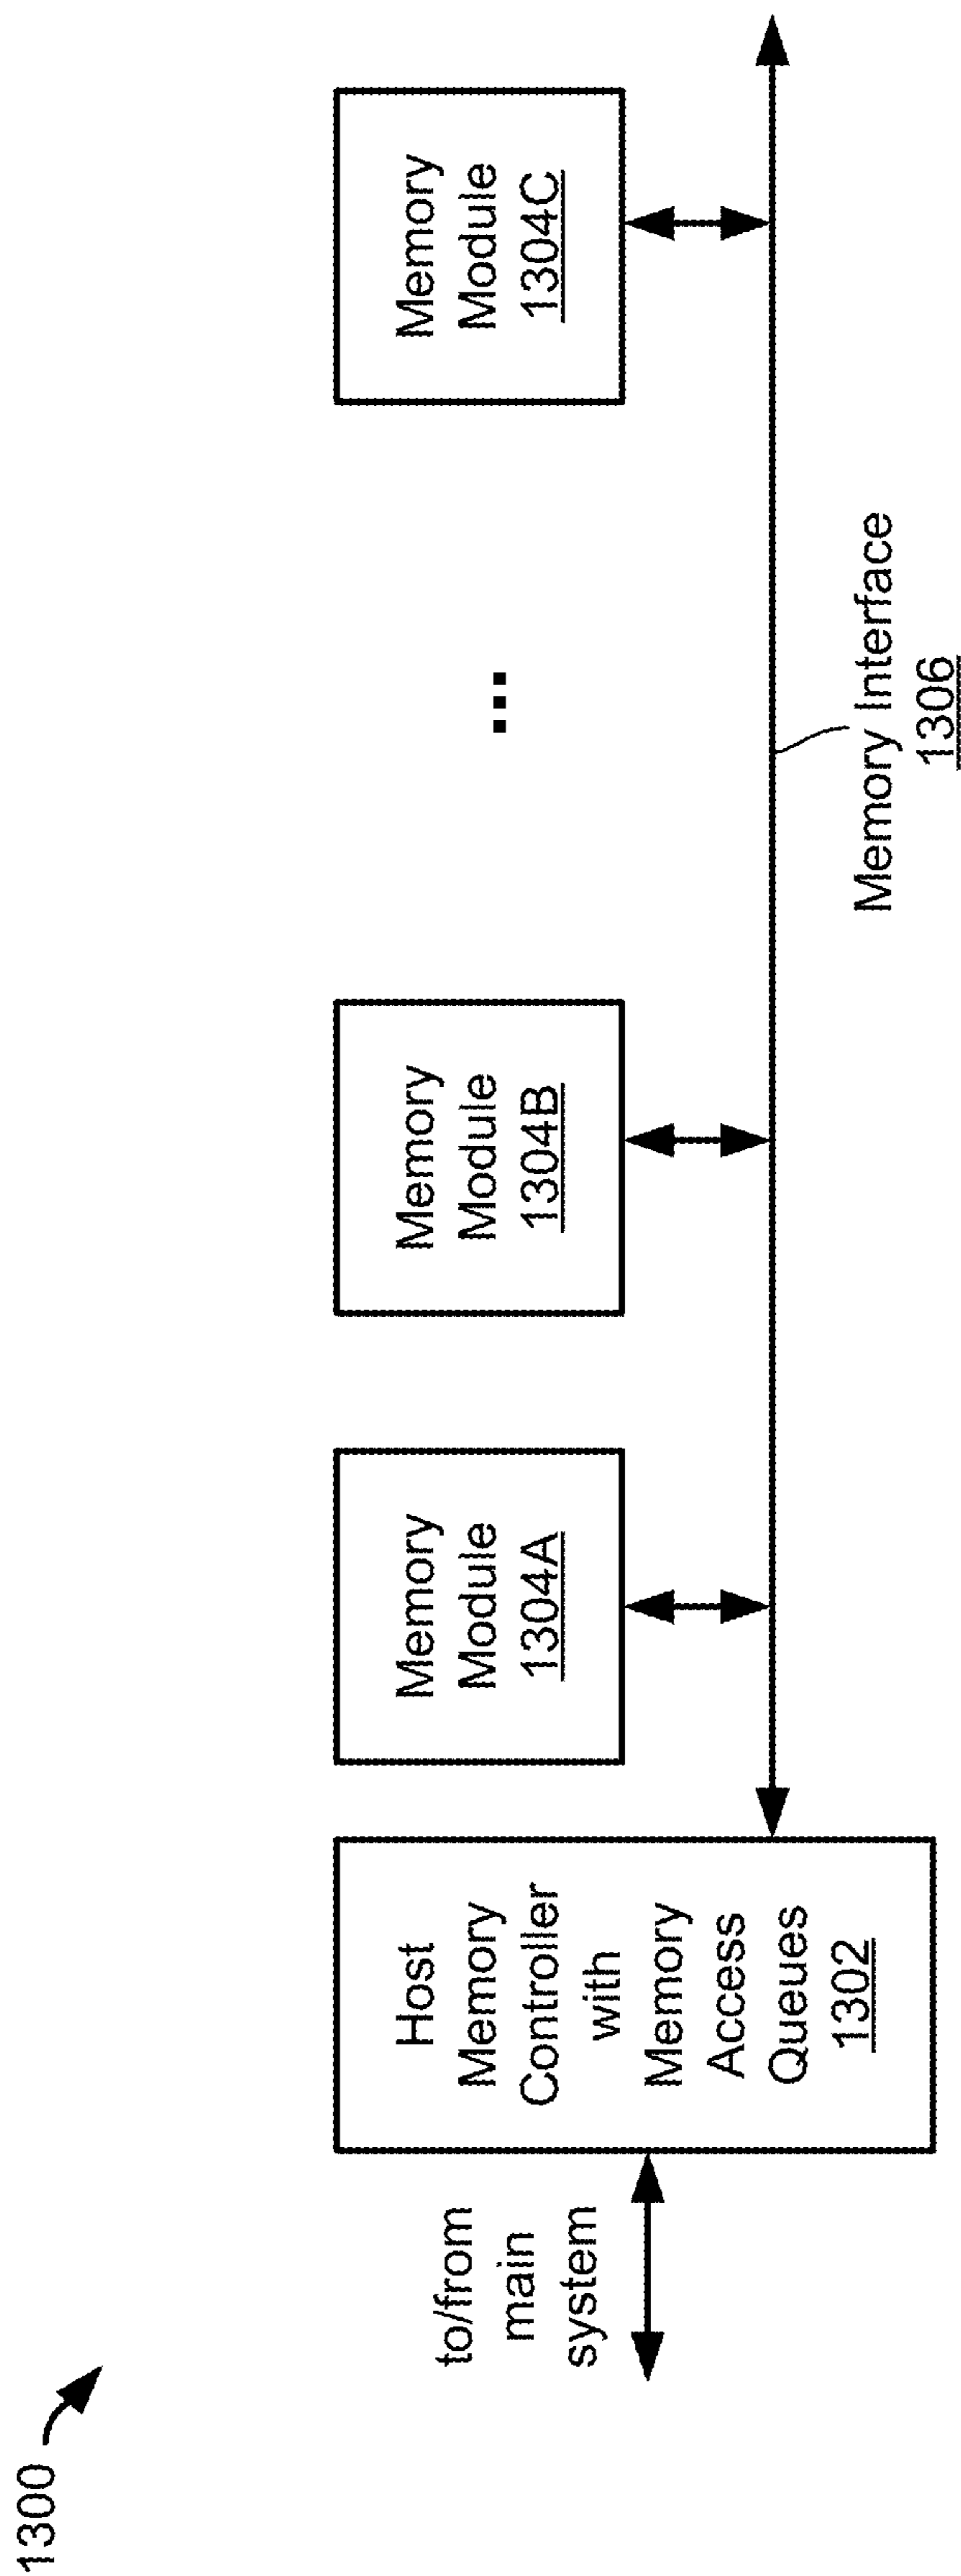 1300
to/from
main
system
Host
Memory
Controller
with
Memory
Access
Queues
1302
Memory
Module
1304A
Memory
Module
1304B
...
Memory
Module
1304C
Memory Interface
1306